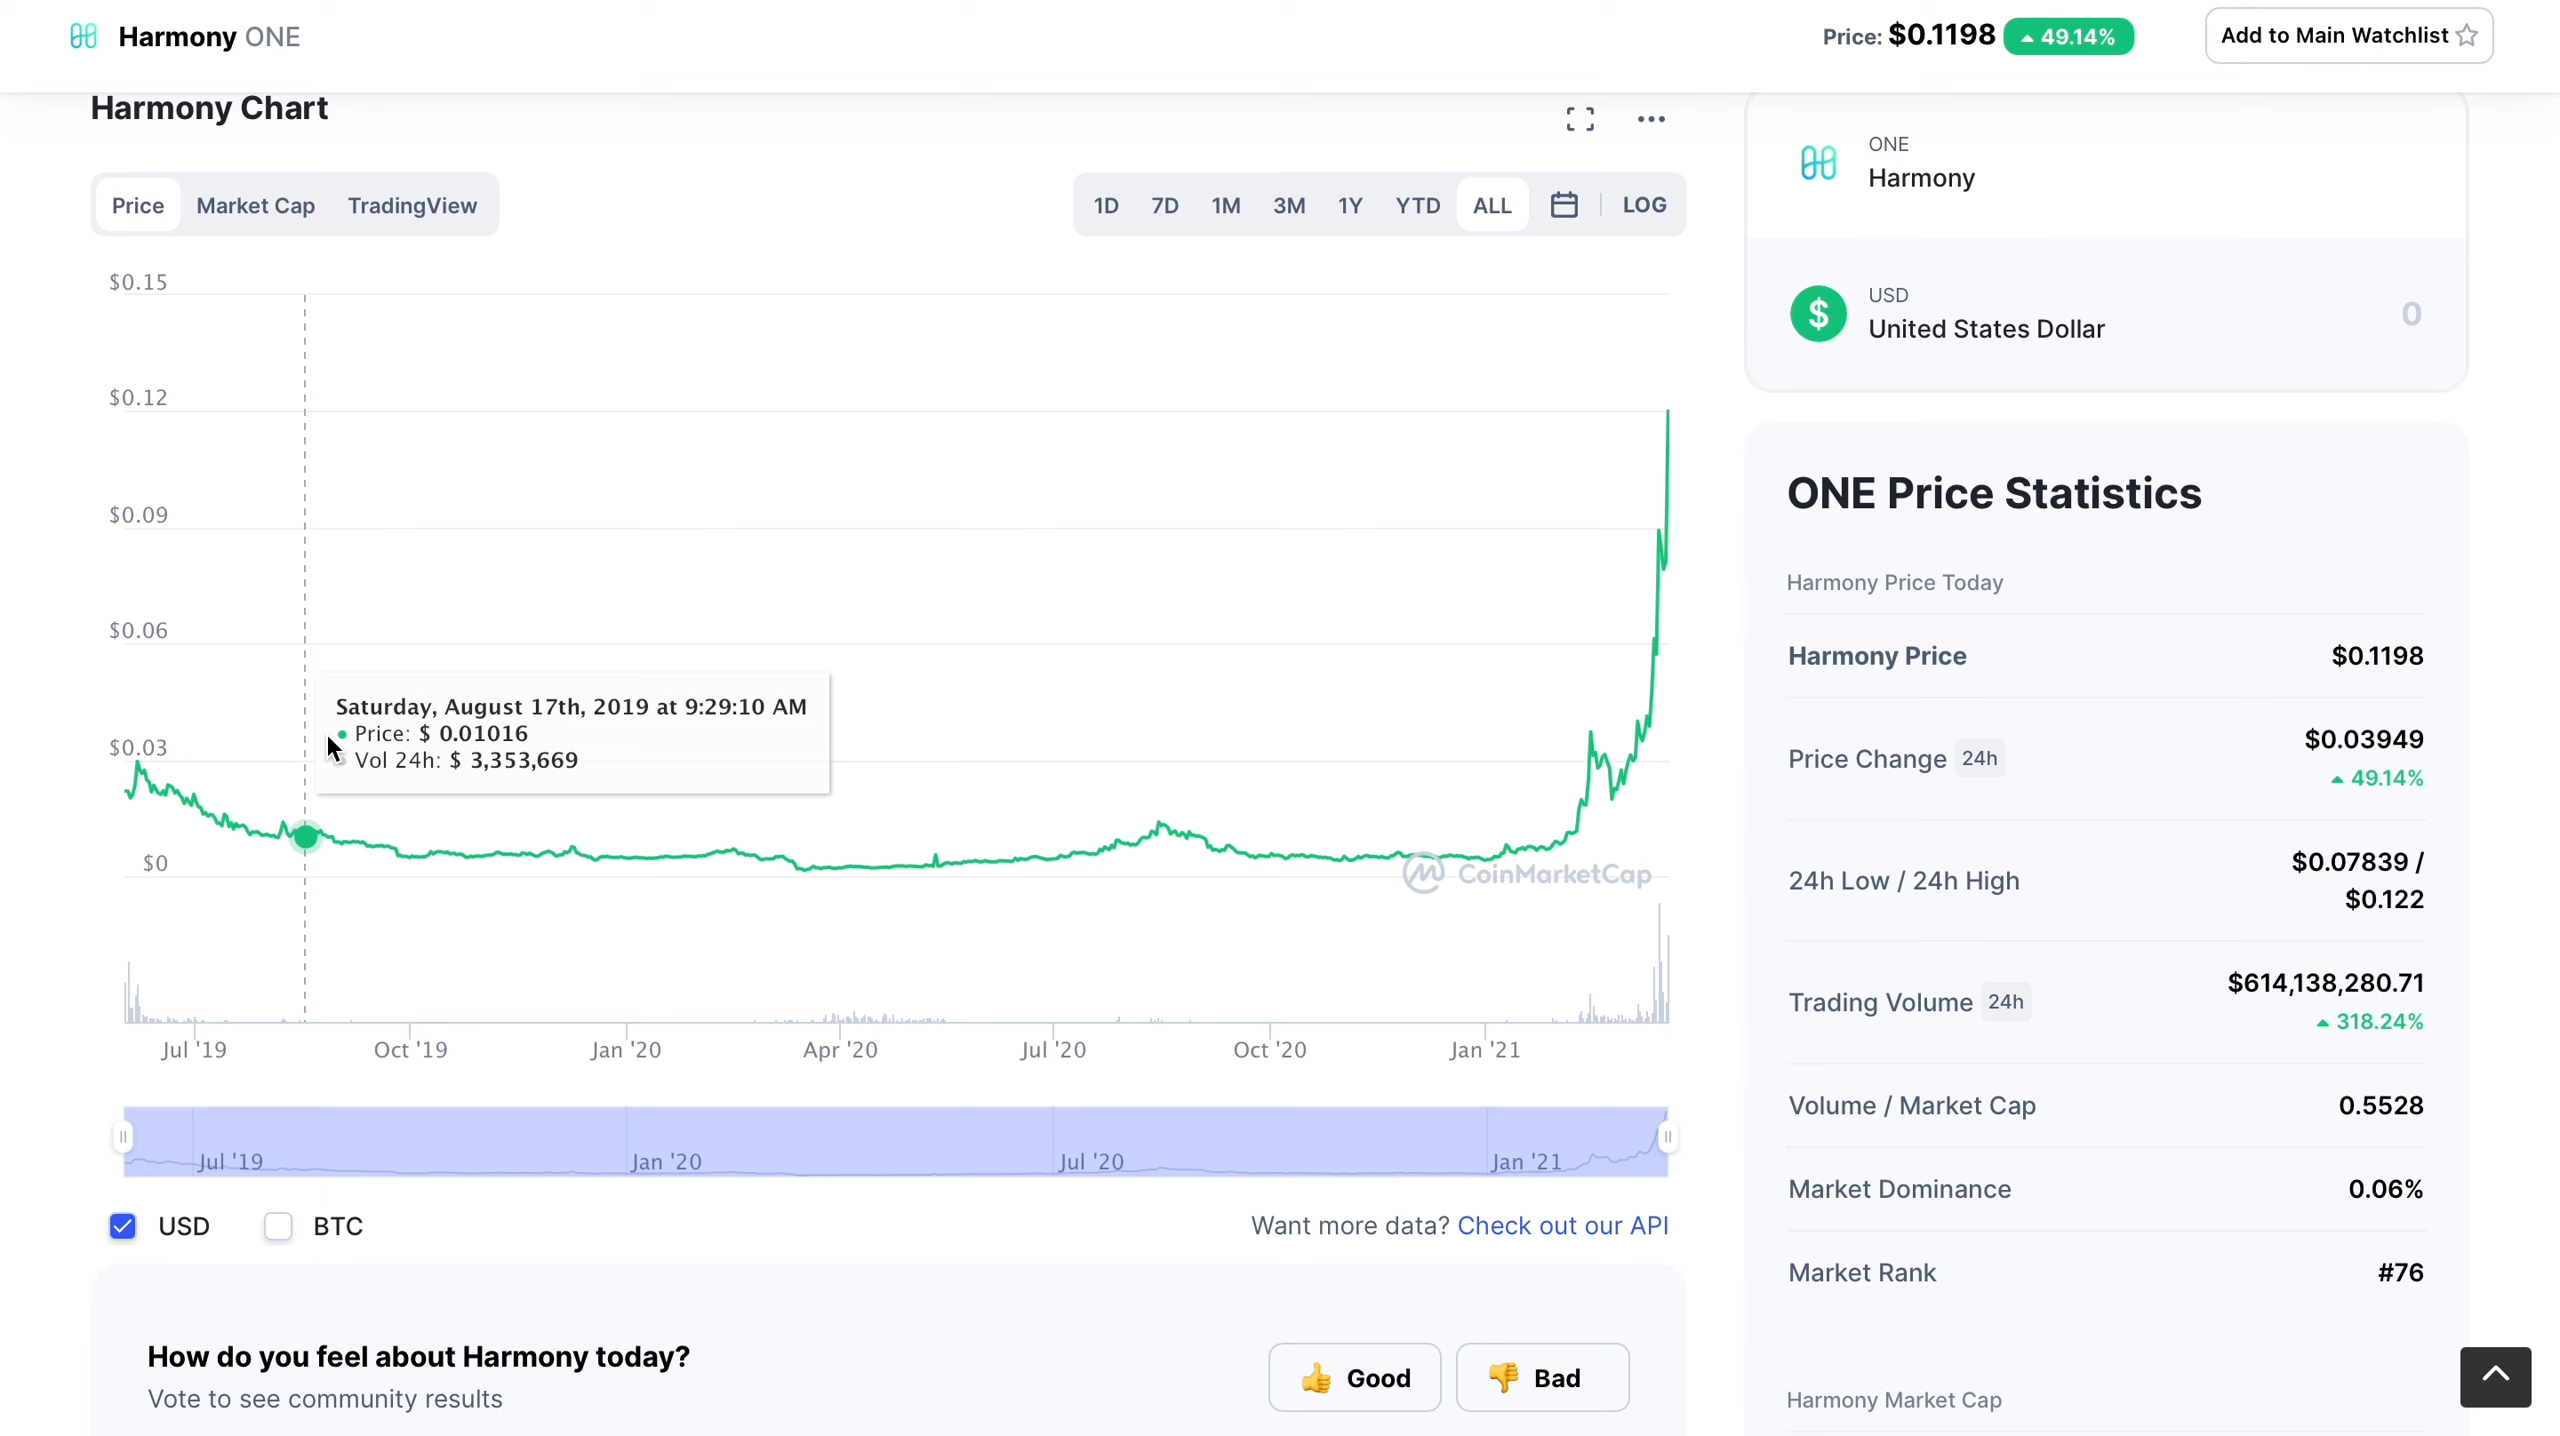 Harmony ONE
Price: $0.1198 49.14%
Add to Main Watchlist
Harmony Chart
Price Market Cap TradingView
1D 7D 1M 3M 1Y YTD ALL LOG
$0.15
$0.12
$0.09
$0.06
$0.03
$0
Saturday, August 17th, 2019 at 9:29:10 AM
Price: $ 0.01016
Vol 24h: $ 3,353,669
CoinMarketCap
Jul '19 Oct '19 Jan '20 Apr '20 Jul '20 Oct '20 Jan '21
Jul '19 Jan '20 Jul '20 Jan '21
USD BTC
Want more data? Check out our API
How do you feel about Harmony today?
Vote to see community results
Good Bad
ONE
Harmony
$
USD
United States Dollar
0
ONE Price Statistics
Harmony Price Today
Harmony Price $0.1198
Price Change 24h $0.03949
49.14%
24h Low / 24h High $0.07839 /
$0.122
Trading Volume 24h $614,138,280.71
318.24%
Volume / Market Cap 0.5528
Market Dominance 0.06%
Market Rank #76
Harmony Market Cap